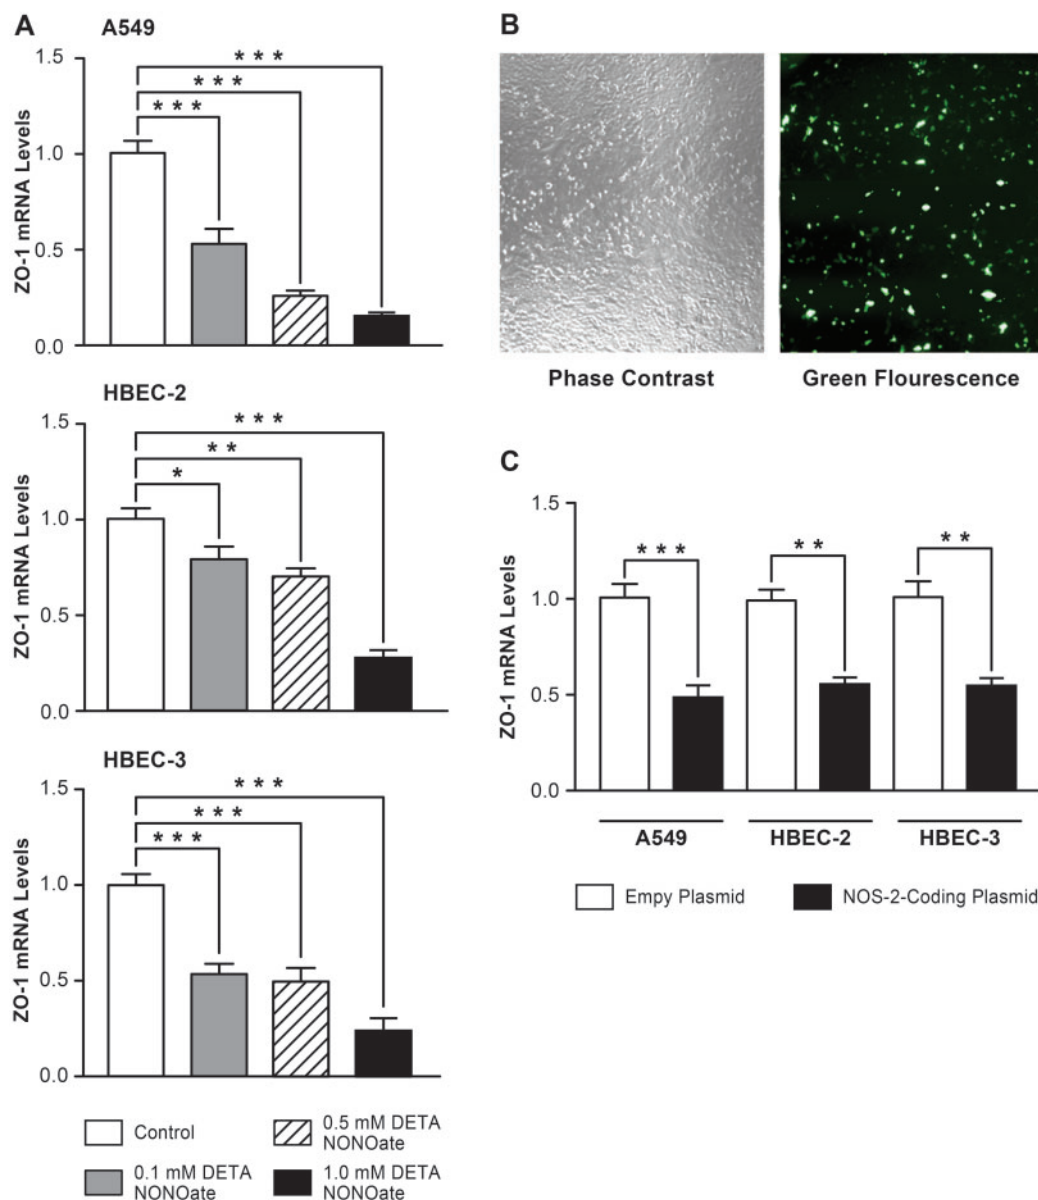 A
A549
ZO-1 mRNA Levels
1.5
1.0
0.5
0.0
* * *
* * *
* * *
HBEC-2
ZO-1 mRNA Levels
1.5
1.0
0.5
0.0
* * *
* *
*
HBEC-3
ZO-1 mRNA Levels
1.5
1.0
0.5
0.0
* * *
* * *
* * *
Control
0.1 mM DETA
NONOate
0.5 mM DETA
NONOate
1.0 mM DETA
NONOate
B
Phase Contrast
Green Flourescence
C
ZO-1 mRNA Levels
1.5
1.0
0.5
0.0
* * *
* *
* *
A549
HBEC-2
HBEC-3
Empy Plasmid
NOS-2-Coding Plasmid